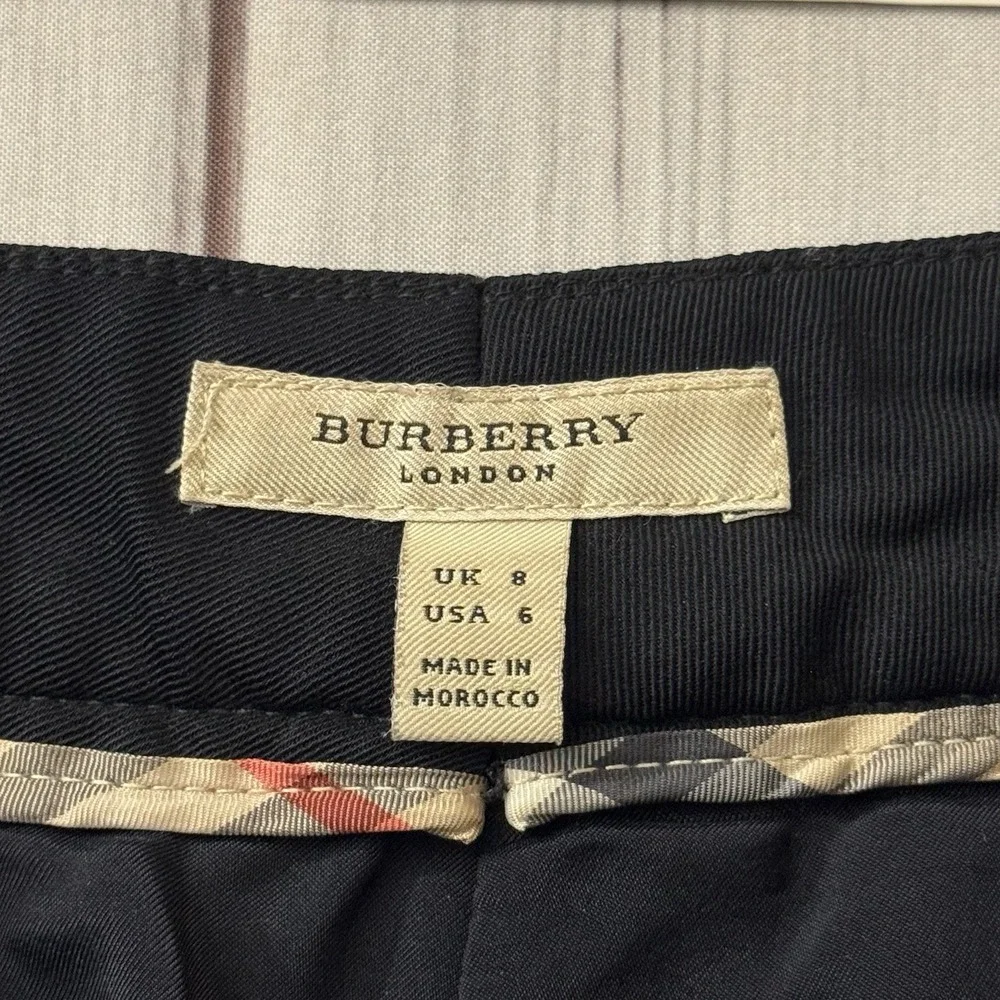 BURBERRY
LONDON
UK 8
USA 6
MADE IN
MOROCCO